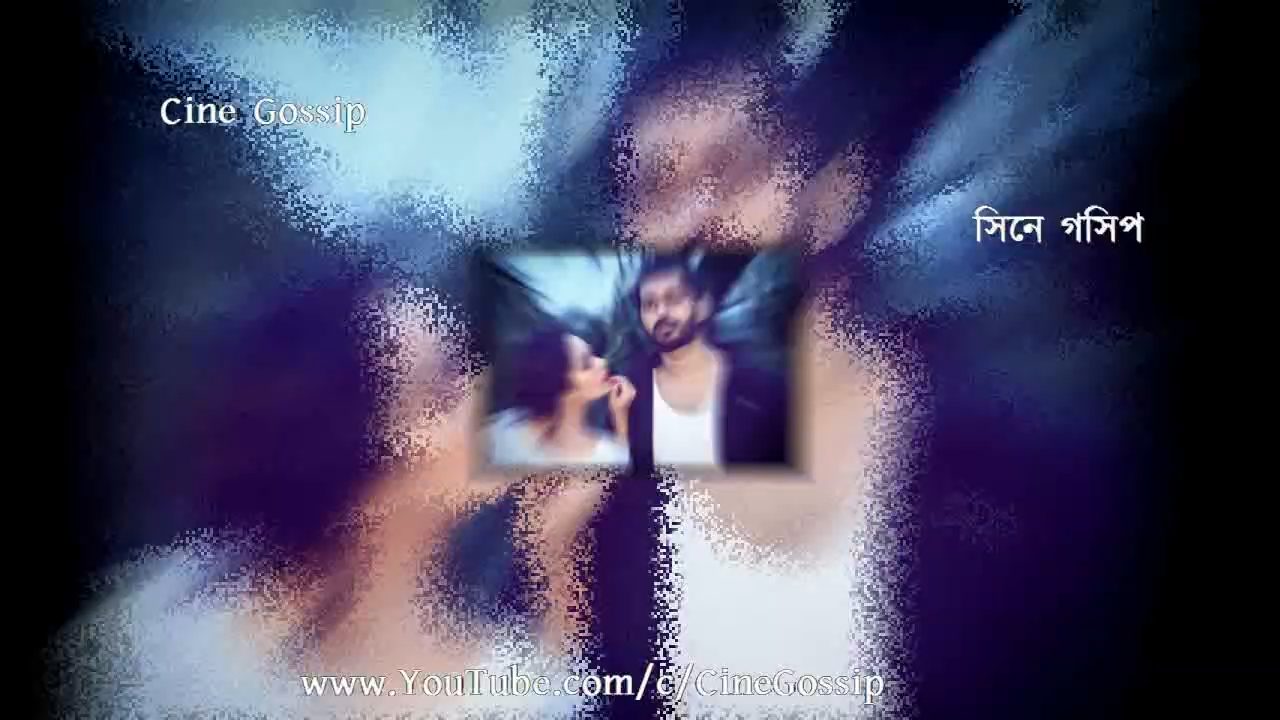 Cine Gossip
সিনে গসিপ
www.YouTube.com/c/CineGossip